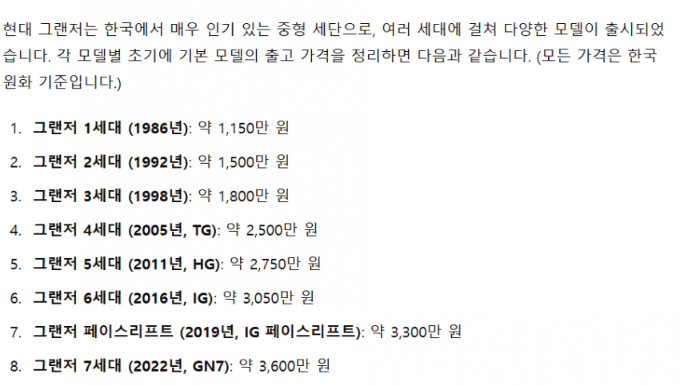 현대 그랜저는 한국에서 매우 인기 있는 중형 세단으로, 여러 세대에 걸쳐 다양한 모델이 출시되었
습니다. 각 모델별 초기에 기본 모델의 출고 가격을 정리하면 다음과 같습니다. (모든 가격은 한국
원화 기준입니다.)
1. 그랜저 1세대 (1986년): 약 1,150만 원
2. 그랜저 2세대 (1992년): 약 1,500만 원
3. 그랜저 3세대 (1998년): 약 1,800만 원
4. 그랜저 4세대 (2005년, TG): 약 2,500만 원
5. 그랜저 5세대 (2011년, HG): 약 2,750만 원
6. 그랜저 6세대 (2016년, IG): 약 3,050만 원
7. 그랜저 페이스리프트 (2019년, IG 페이스리프트): 약 3,300만 원
8. 그랜저 7세대 (2022년, GN7): 약 3,600만 원